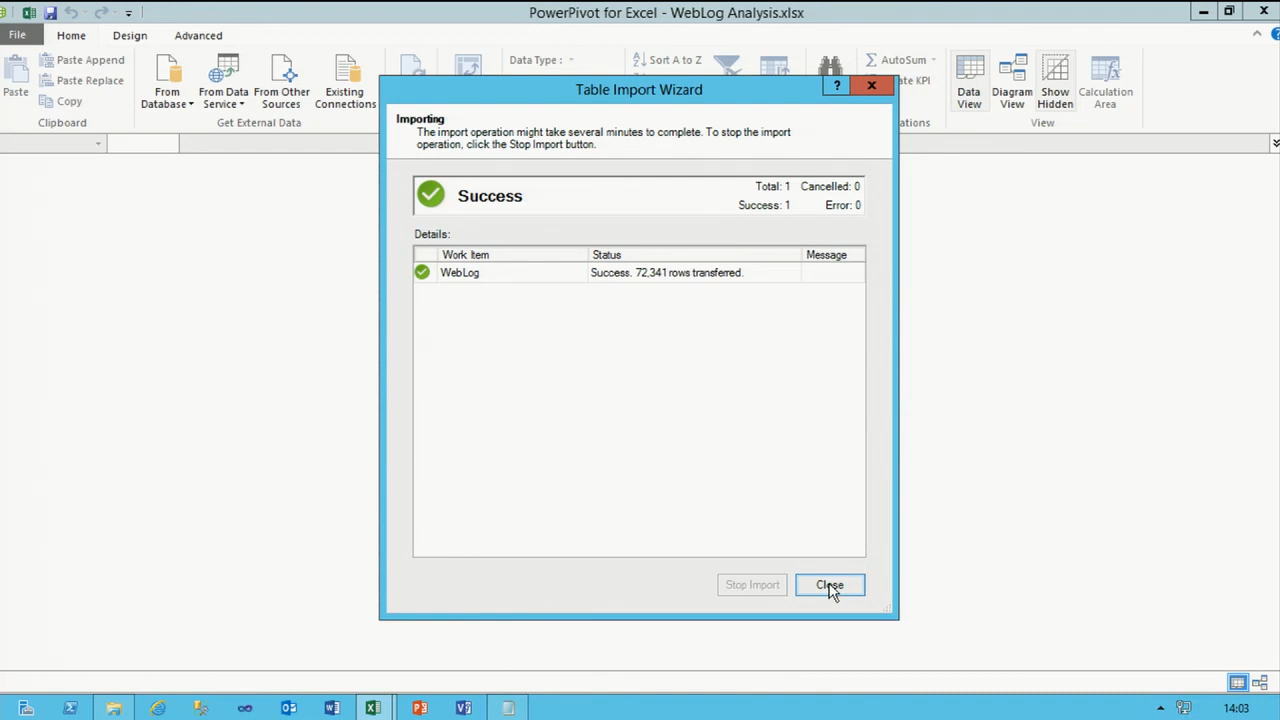 PowerPivot for Excel - WebLog Analysis.xlsx
File Home Design Advanced
Paste
Paste Append
Paste Replace
Copy
Clipboard
From Database
From Data Service
From Other Sources
Existing Connections
Get External Data
Data Type :
Sort A to Z
AutoSum
Data View
Diagram View
Show Hidden
Calculation Area
View
Table Import Wizard
?
Importing
The import operation might take several minutes to complete. To stop the import
operation, click the Stop Import button.
Success
Total: 1 Cancelled: 0
Success: 1 Error: 0
Details:
Work Item Status Message
WebLog Success. 72,341 rows transferred.
Stop Import Close
14:03